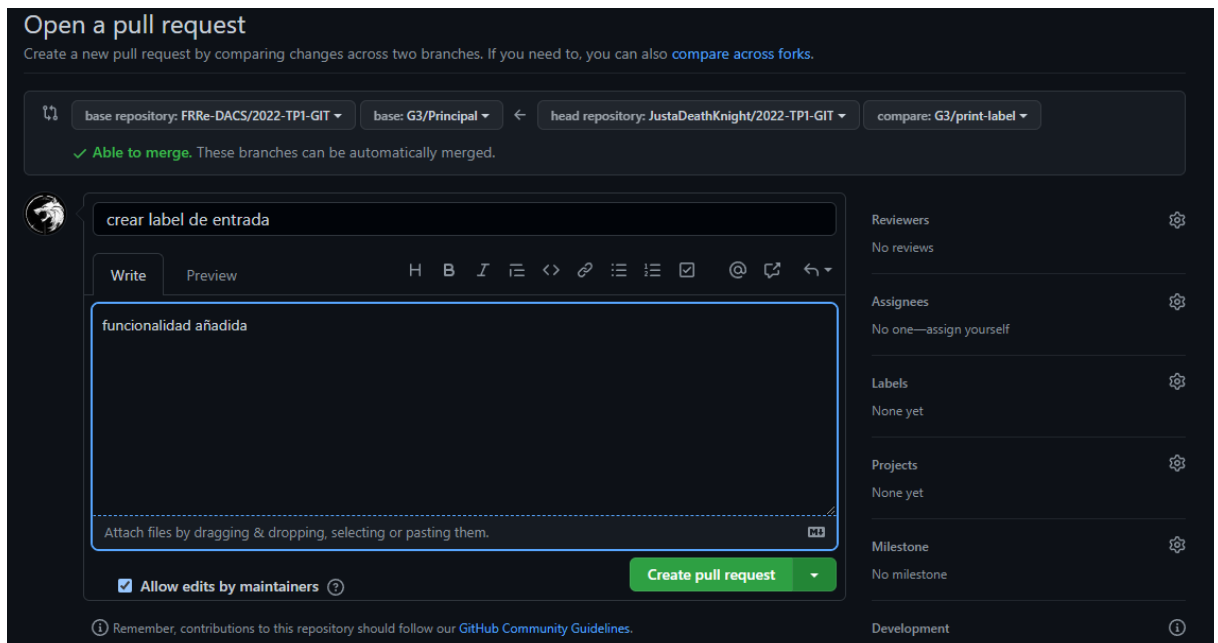 Open a pull request
Create a new pull request by comparing changes across two branches. If you need to, you can also compare across forks.
base repository: FRRe-DACS/2022-TP1-GIT
base: G3/Principal
head repository: JustaDeathKnight/2022-TP1-GIT
compare: G3/print-label
Able to merge. These branches can be automatically merged.
crear label de entrada
Write
Preview
funcionalidad añadida
Attach files by dragging & dropping, selecting or pasting them.
Allow edits by maintainers
Create pull request
Remember, contributions to this repository should follow our GitHub Community Guidelines.
Reviewers
No reviews
Assignees
No one—assign yourself
Labels
None yet
Projects
None yet
Milestone
No milestone
Development